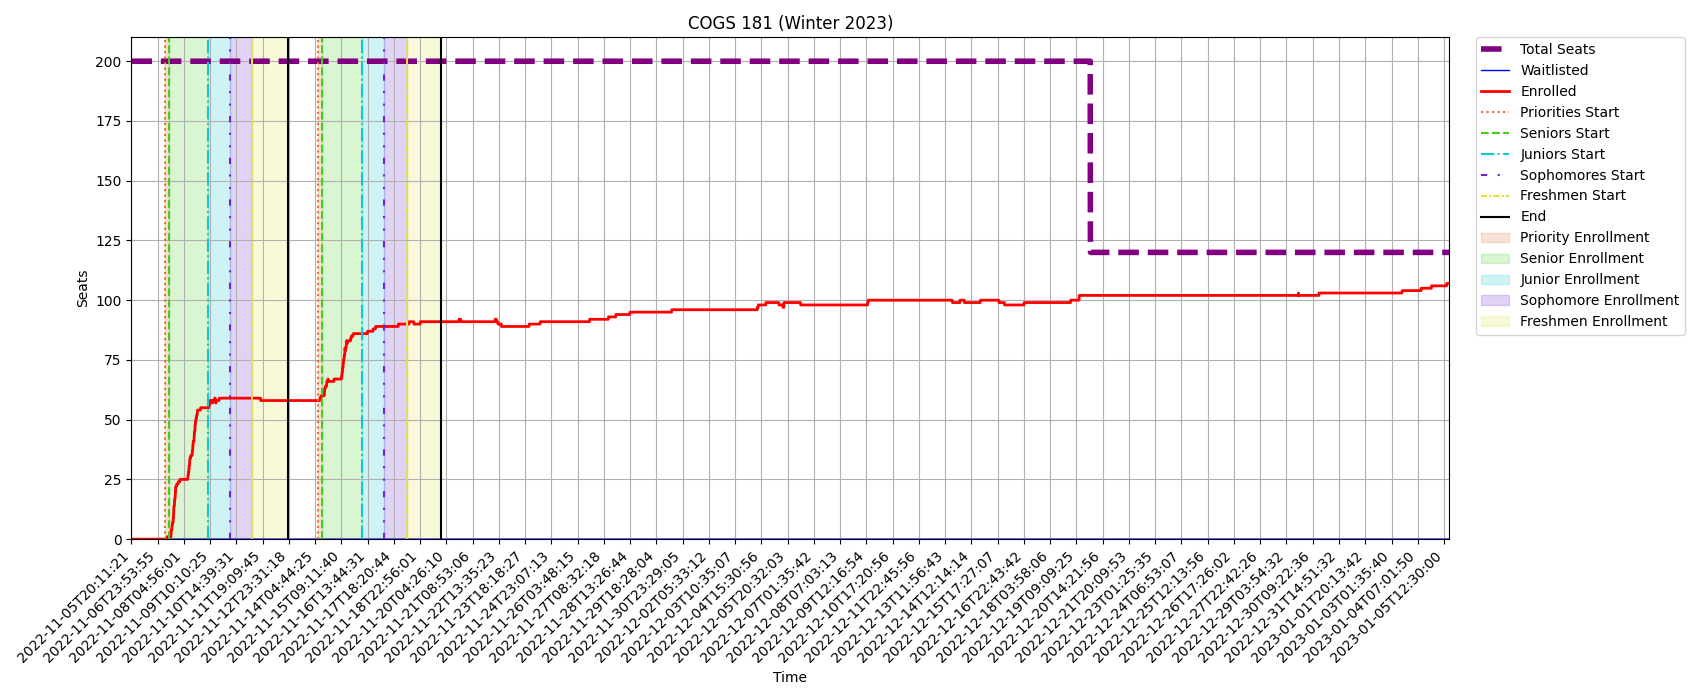 COGS 181 (Winter 2023)
Total Seats
Waitlisted
Enrolled
Priorities Start
Seniors Start
Juniors Start
Sophomores Start
Freshmen Start
End
Priority Enrollment
Senior Enrollment
Junior Enrollment
Sophomore Enrollment
Freshmen Enrollment
Seats
200
175
150
125
100
75
50
25
0
2022-11-05T20:11:21
2022-11-06T23:53:55
2022-11-08T04:56:01
2022-11-09T10:10:25
2022-11-10T14:39:31
2022-11-11T19:09:45
2022-11-12T23:31:18
2022-11-14T04:44:25
2022-11-15T09:11:40
2022-11-16T13:44:31
2022-11-17T18:20:44
2022-11-18T22:56:01
2022-11-20T04:26:10
2022-11-21T08:53:06
2022-11-22T13:35:23
2022-11-23T18:18:27
2022-11-24T23:07:13
2022-11-26T03:48:15
2022-11-27T08:32:18
2022-11-28T13:26:44
2022-11-29T18:28:04
2022-11-30T23:29:05
2022-12-02T05:33:12
2022-12-03T10:35:07
2022-12-04T15:30:56
2022-12-05T20:32:03
2022-12-07T01:35:42
2022-12-08T07:03:13
2022-12-09T12:16:54
2022-12-10T17:20:56
2022-12-11T22:45:56
2022-12-13T11:56:43
2022-12-14T12:14:14
2022-12-15T17:27:07
2022-12-16T22:43:42
2022-12-18T03:58:06
2022-12-19T09:09:25
2022-12-20T14:21:56
2022-12-21T20:09:53
2022-12-23T01:25:35
2022-12-24T06:53:07
2022-12-25T12:13:56
2022-12-26T17:26:02
2022-12-27T22:42:26
2022-12-29T03:54:32
2022-12-30T09:22:36
2022-12-31T14:51:32
2023-01-01T20:13:42
2023-01-03T01:35:40
2023-01-04T07:01:50
2023-01-05T12:30:00
Time